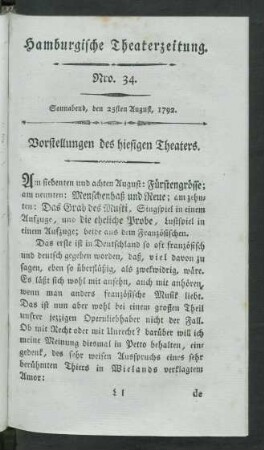 Hamburgische Theaterzeitung.
Nro. 34.
Sonnabend, den 25sten August, 1792.
Vorstellungen des hiesigen Theaters.
Am siebenten und achten August: Fürstengrösse;
am neunten: Menschenhaß und Reue; am zehn-
ten: Das Grab des Mufti, Singspiel in einem
Aufzuge, und die eheliche Probe, Lustspiel in
einem Aufzuge; beide aus dem Französischen.
Das erste ist in Deutschland so oft französisch
und deutsch gegeben worden, daß, viel davon zu
sagen, eben so überflüßig, als zweckwidrig, wäre.
Es läßt sich wohl mit ansehn, auch mit anhören,
wenn man anders französische Musik liebt.
Das ist nun aber wohl bei einem großen Theil
unsrer jezzigen Opernliebhaber nicht der Fall.
Ob mit Recht oder mit Unrecht? darüber will ich
meine Meinung diesmal in Petto behalten, ein-
gedenk, des sehr weisen Ausspruchs eines sehr
berühmten Thiers in Wielands verklagtem
Amor:
L l
de